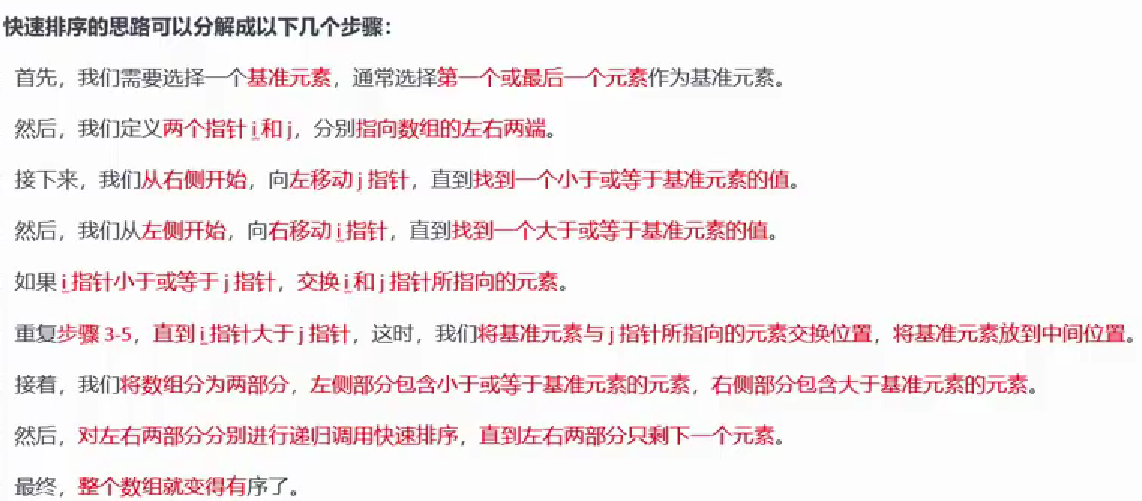 快速排序的思路可以分解成以下几个步骤：
首先，我们需要选择一个基准元素，通常选择第一个或最后一个元素作为基准元素。
然后，我们定义两个指针 i 和 j，分别指向数组的左右两端。
接下来，我们从右侧开始，向左移动 j 指针，直到找到一个小于或等于基准元素的值。
然后，我们从左侧开始，向右移动 i 指针，直到找到一个大于或等于基准元素的值。
如果 i 指针小于或等于 j 指针，交换 i 和 j 指针所指向的元素。
重复步骤 3-5，直到 i 指针大于 j 指针，这时，我们将基准元素与 j 指针所指向的元素交换位置，将基准元素放到中间位置。
接着，我们将数组分为两部分，左侧部分包含小于或等于基准元素的元素，右侧部分包含大于基准元素的元素。
然后，对左右两部分分别进行递归调用快速排序，直到左右两部分只剩下一个元素。
最终，整个数组就变得有序了。